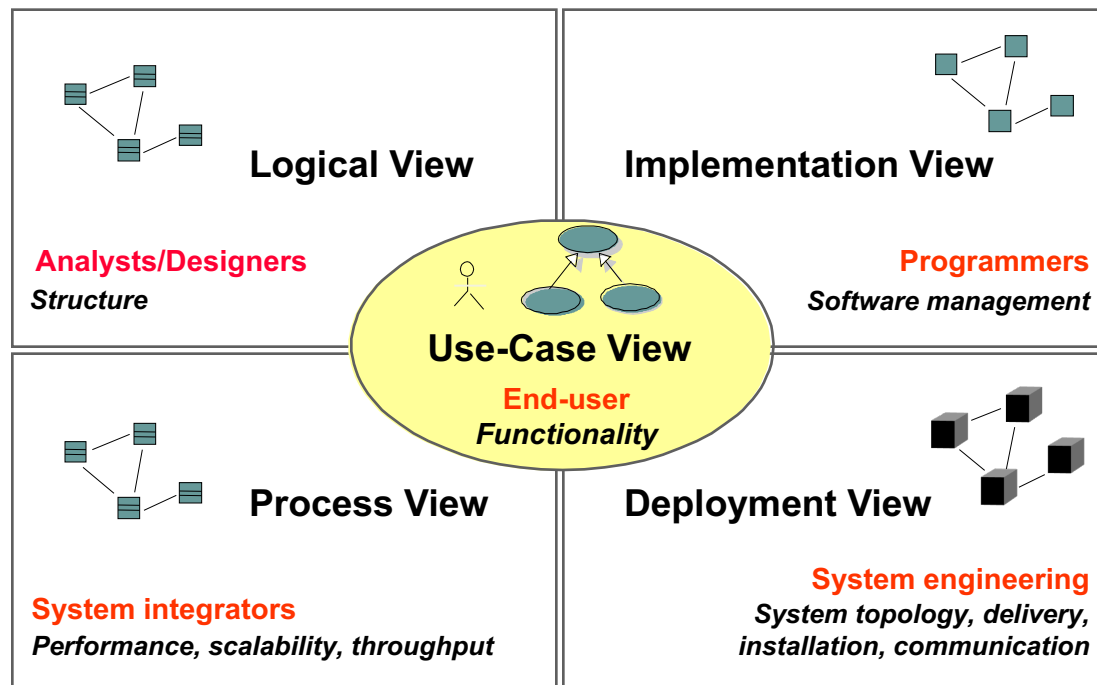 Logical View
Analysts/Designers
Structure
Implementation View
Programmers
Software management
Use-Case View
End-user
Functionality
Process View
System integrators
Performance, scalability, throughput
Deployment View
System engineering
System topology, delivery,
installation, communication